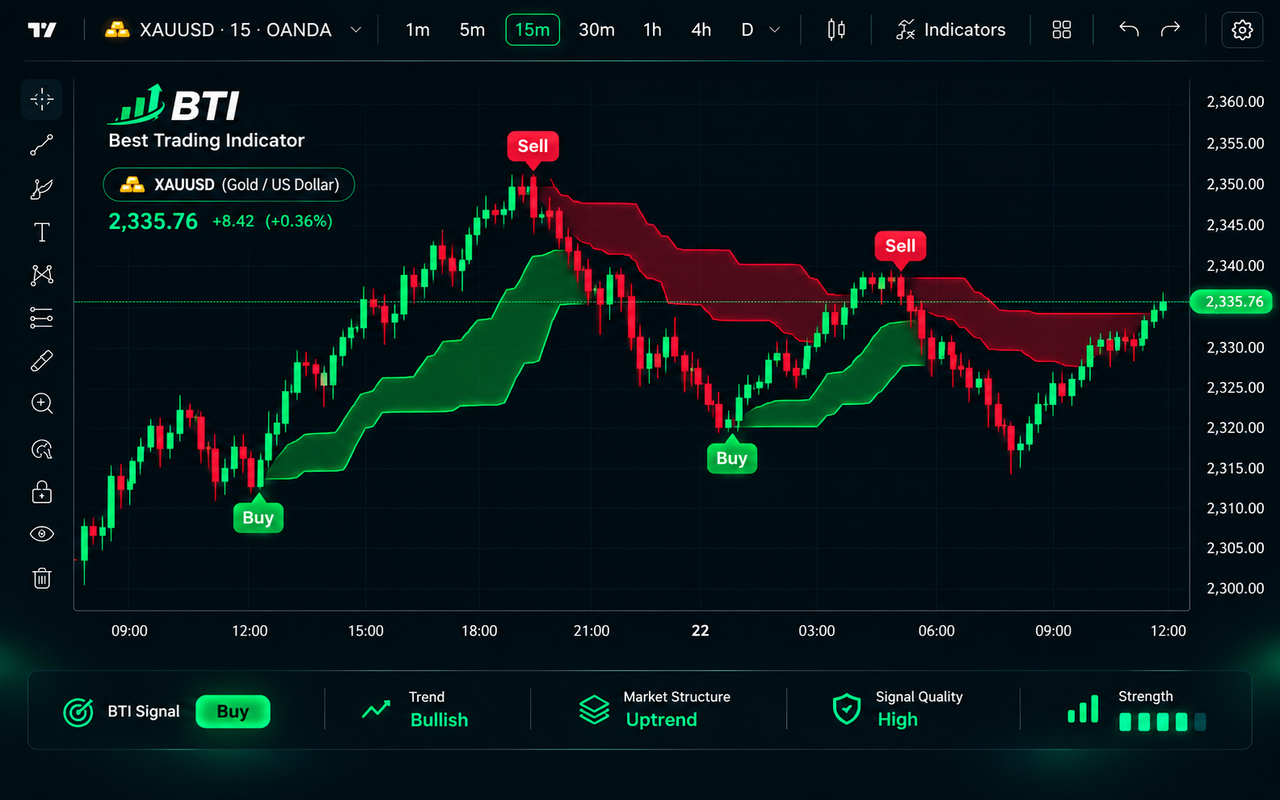 XAUUSD · 15 · OANDA
1m
5m
15m
30m
1h
4h
D
Indicators
BTI
Best Trading Indicator
XAUUSD (Gold / US Dollar)
2,335.76 +8.42 (+0.36%)
Sell
Sell
Buy
Buy
2,360.00
2,355.00
2,350.00
2,345.00
2,340.00
2,335.76
2,330.00
2,325.00
2,320.00
2,315.00
2,310.00
2,305.00
2,300.00
09:00
12:00
15:00
18:00
21:00
22
03:00
06:00
09:00
12:00
BTI Signal
Buy
Trend
Bullish
Market Structure
Uptrend
Signal Quality
High
Strength